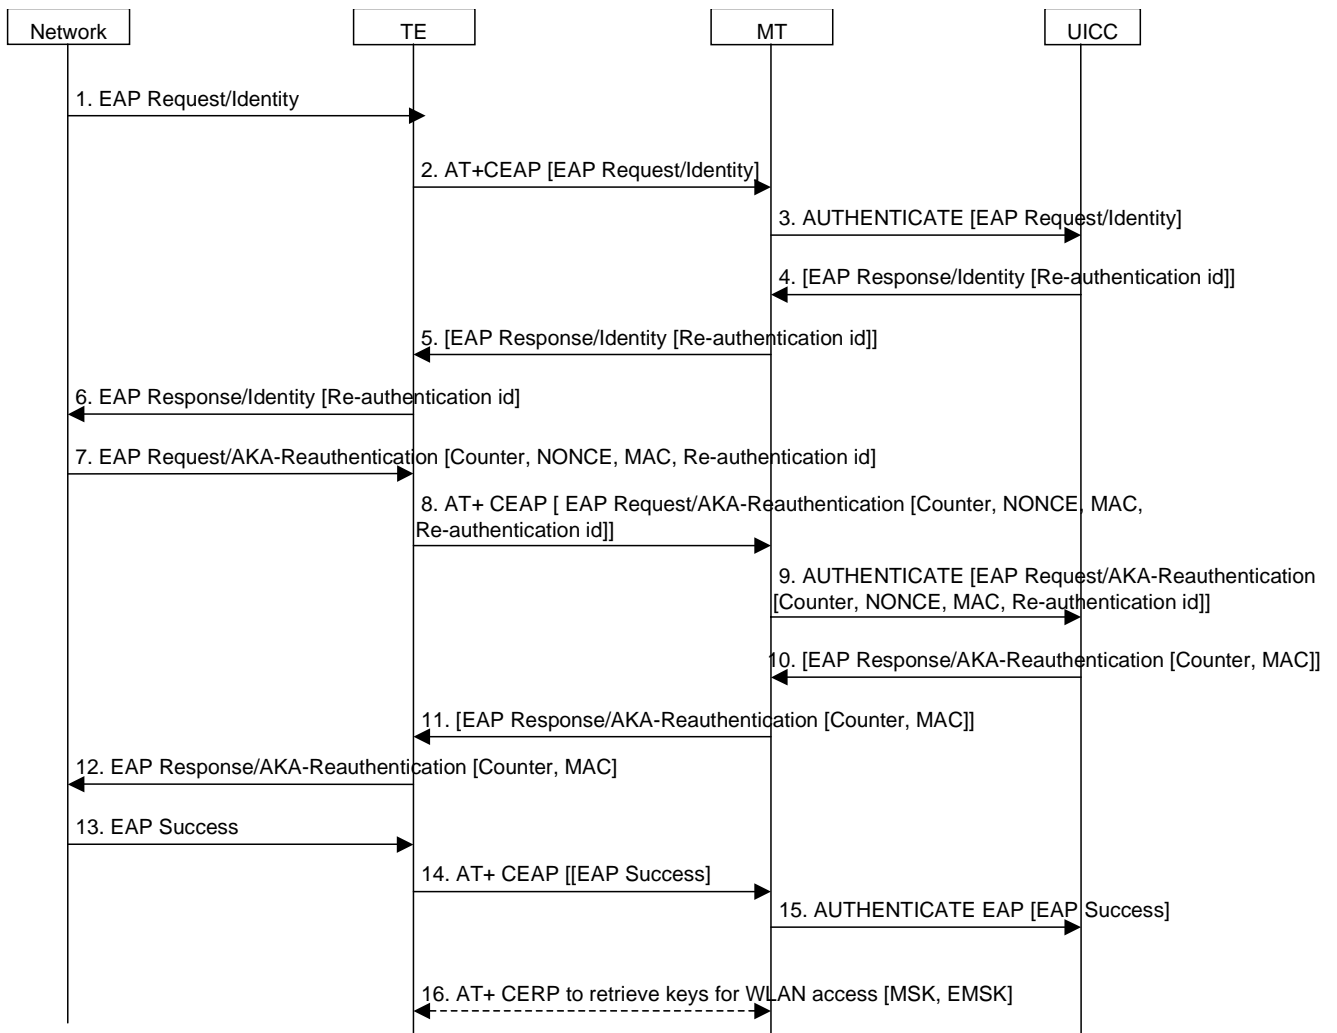 Network
TE
MT
UICC
1. EAP Request/Identity
2. AT+CEAP [EAP Request/Identity]
3. AUTHENTICATE [EAP Request/Identity]
4. [EAP Response/Identity [Re-authentication id]]
5. [EAP Response/Identity [Re-authentication id]]
6. EAP Response/Identity [Re-authentication id]
7. EAP Request/AKA-Reauthentication [Counter, NONCE, MAC, Re-authentication id]
8. AT+ CEAP [ EAP Request/AKA-Reauthentication [Counter, NONCE, MAC,
Re-authentication id]]
9. AUTHENTICATE [EAP Request/AKA-Reauthentication
[Counter, NONCE, MAC, Re-authentication id]]
10. [EAP Response/AKA-Reauthentication [Counter, MAC]]
11. [EAP Response/AKA-Reauthentication [Counter, MAC]]
12. EAP Response/AKA-Reauthentication [Counter, MAC]
13. EAP Success
14. AT+ CEAP [[EAP Success]
15. AUTHENTICATE EAP [EAP Success]
16. AT+ CERP to retrieve keys for WLAN access [MSK, EMSK]